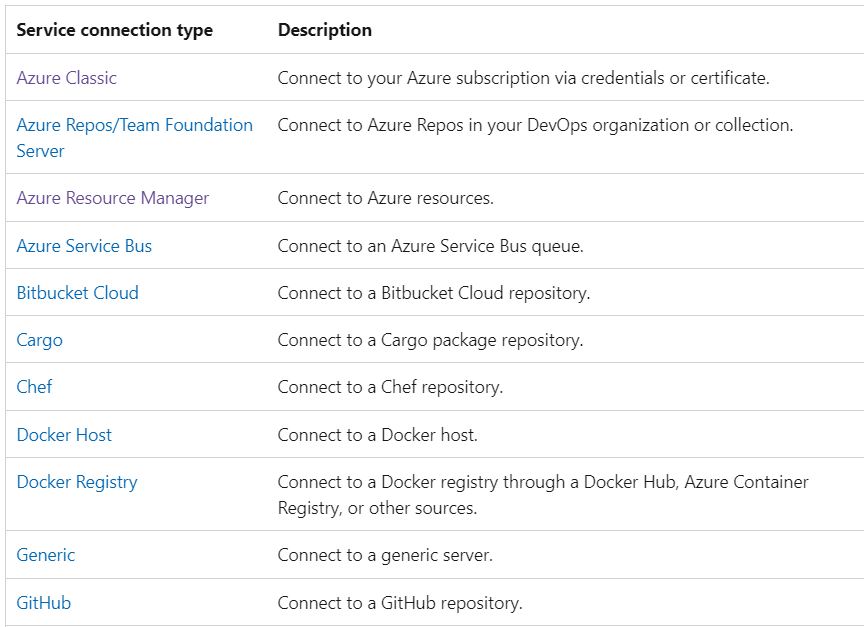 Service connection type Description
Azure Classic Connect to your Azure subscription via credentials or certificate.
Azure Repos/Team Foundation Connect to Azure Repos in your DevOps organization or collection.
Server
Azure Resource Manager Connect to Azure resources.
Azure Service Bus Connect to an Azure Service Bus queue.
Bitbucket Cloud Connect to a Bitbucket Cloud repository.
Cargo Connect to a Cargo package repository.
Chef Connect to a Chef repository.
Docker Host Connect to a Docker host.
Docker Registry Connect to a Docker registry through a Docker Hub, Azure Container
Registry, or other sources.
Generic Connect to a generic server.
GitHub Connect to a GitHub repository.